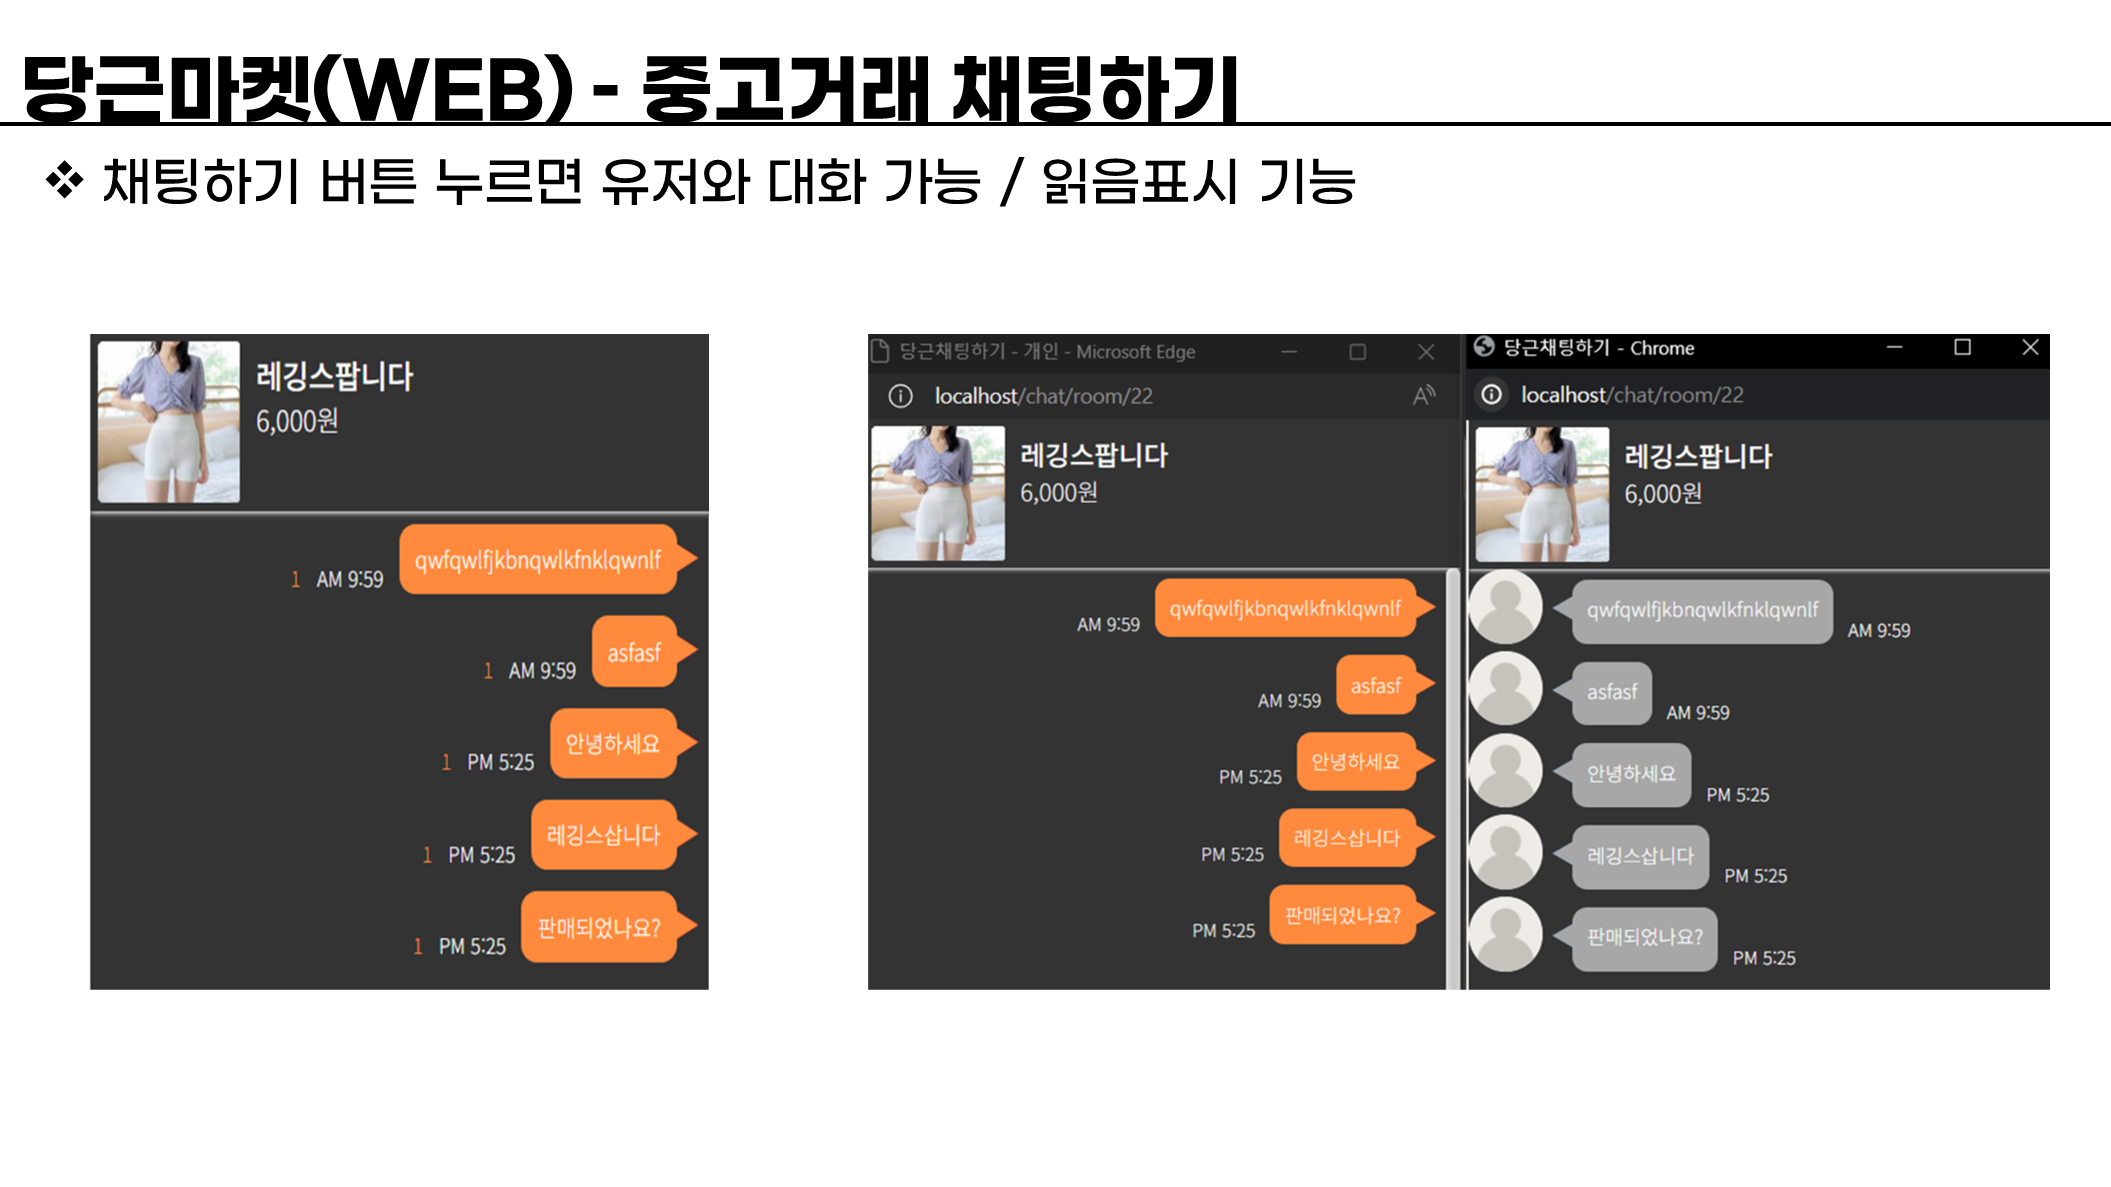 당근마켓(WEB) - 중고거래 채팅하기
❖ 채팅하기 버튼 누르면 유저와 대화 가능 / 읽음표시 기능
레깅스팝니다
6,000원
qwfqwlfjkbnqwlkfnklqwnlf
1 AM 9:59
asfasf
1 AM 9:59
안녕하세요
1 PM 5:25
레깅스삽니다
1 PM 5:25
판매되었나요?
1 PM 5:25
당근채팅하기 - 개인 - Microsoft Edge
localhost/chat/room/22
레깅스팝니다
6,000원
qwfqwlfjkbnqwlkfnklqwnlf
AM 9:59
asfasf
AM 9:59
안녕하세요
PM 5:25
레깅스삽니다
PM 5:25
판매되었나요?
PM 5:25
당근채팅하기 - Chrome
localhost/chat/room/22
레깅스팝니다
6,000원
qwfqwlfjkbnqwlkfnklqwnlf
AM 9:59
asfasf
AM 9:59
안녕하세요
PM 5:25
레깅스삽니다
PM 5:25
판매되었나요?
PM 5:25